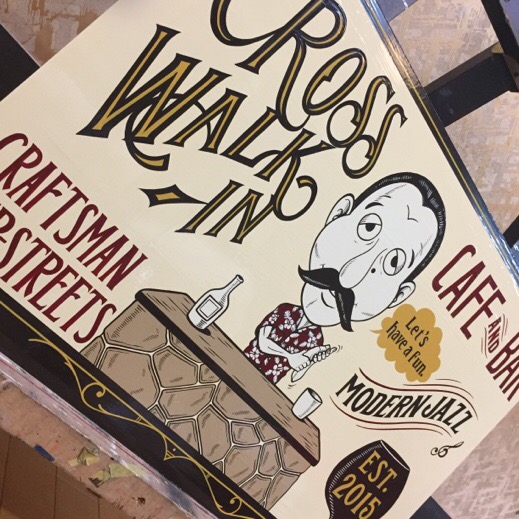 CROSS
WALK
-IN
CRAFTSMAN
STREETS
CAFE AND BAR
Let's
have a fun.
MODERN JAZZ
EST.
2015